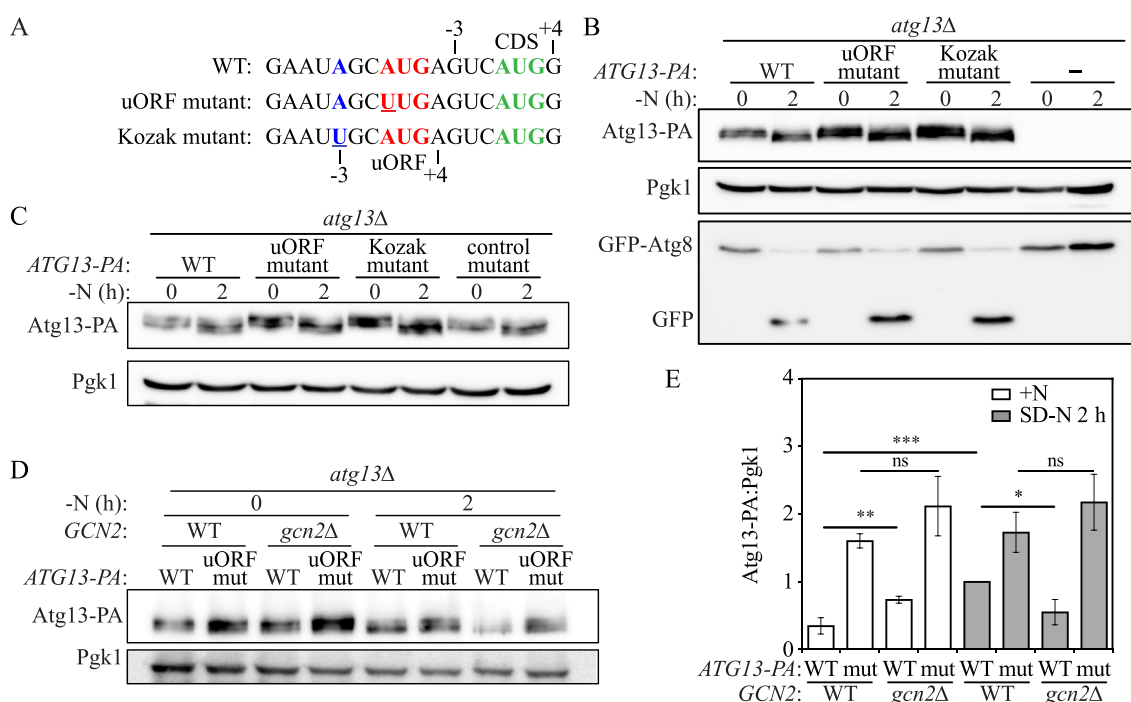 A
-3 CDS +4
WT: GAAUAGCAUGAGUCAUGG
uORF mutant: GAAUAGCUUGAGUCAUGG
Kozak mutant: GAAUUGCAUGAGUCAUGG
-3 uORF +4
B
atg13Δ
ATG13-PA: WT uORF mutant Kozak mutant –
-N (h) 0 2 0 2 0 2 0 2
Atg13-PA
Pgk1
GFP-Atg8
GFP
C
atg13Δ
ATG13-PA: WT uORF mutant Kozak mutant control mutant
-N (h) 0 2 0 2 0 2 0 2
Atg13-PA
Pgk1
D
atg13Δ
-N (h): 0 2
GCN2: WT gcn2Δ WT gcn2Δ
ATG13-PA: WT uORF mut WT uORF mut WT uORF mut WT uORF mut
Atg13-PA
Pgk1
E
+N
SD-N 2 h
Atg13-PA:Pgk1
4
3
2
1
0
***
ns
ns
**
*
ATG13-PA: WT mut WT mut WT mut WT mut
GCN2: WT gcn2Δ WT gcn2Δ